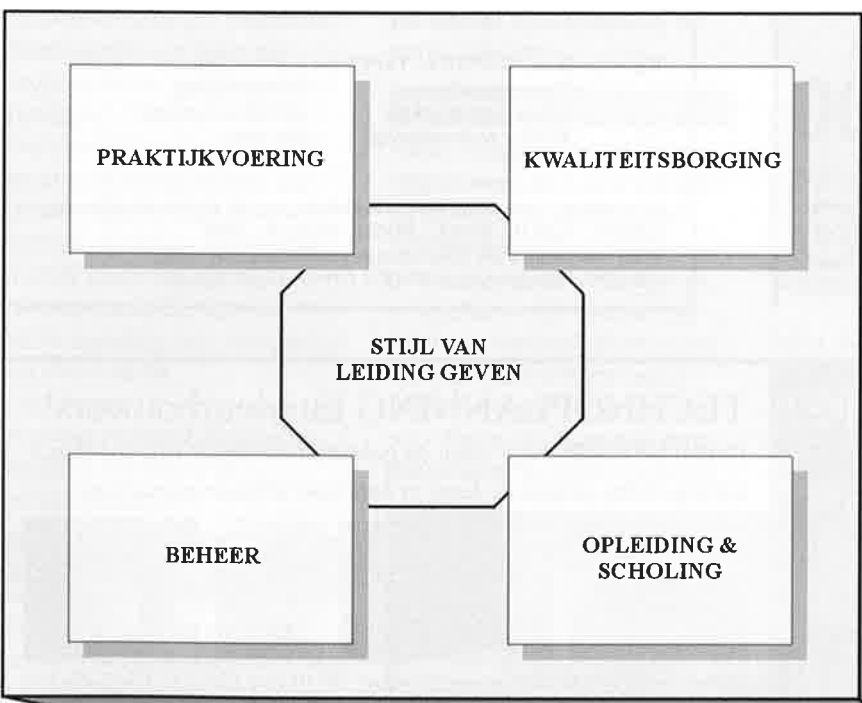 PRAKTIJKVOERING
KWALITEITSBORGING
STIJL VAN
LEIDING GEVEN
BEHEER
OPLEIDING &
SCHOLING